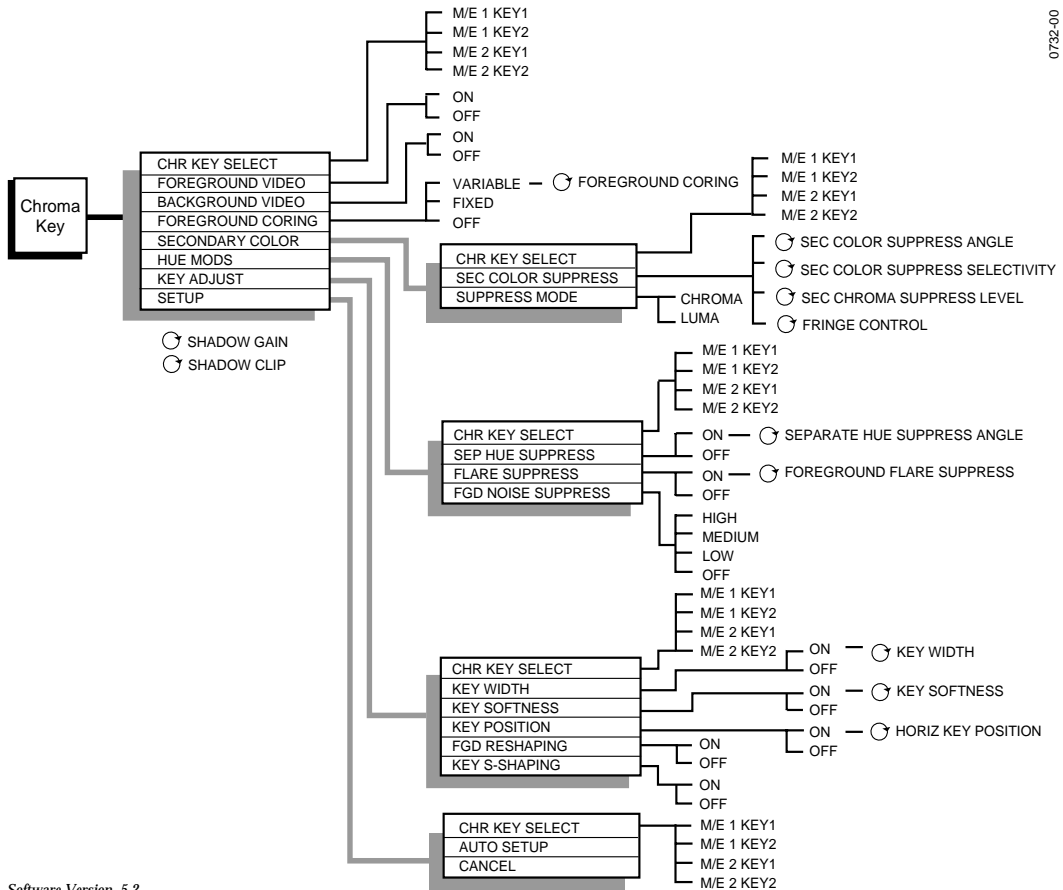 0732-00
M/E 1 KEY1
M/E 1 KEY2
M/E 2 KEY1
M/E 2 KEY2
ON
OFF
ON
OFF
VARIABLE
FOREGROUND CORING
FIXED
OFF
Chroma
Key
CHR KEY SELECT
FOREGROUND VIDEO
BACKGROUND VIDEO
FOREGROUND CORING
SECONDARY COLOR
HUE MODS
KEY ADJUST
SETUP
SHADOW GAIN
SHADOW CLIP
M/E 1 KEY1
M/E 1 KEY2
M/E 2 KEY1
M/E 2 KEY2
CHR KEY SELECT
SEC COLOR SUPPRESS
SUPPRESS MODE
SEC COLOR SUPPRESS ANGLE
SEC COLOR SUPPRESS SELECTIVITY
SEC CHROMA SUPPRESS LEVEL
FRINGE CONTROL
CHROMA
LUMA
M/E 1 KEY1
M/E 1 KEY2
M/E 2 KEY1
M/E 2 KEY2
CHR KEY SELECT
SEP HUE SUPPRESS
FLARE SUPPRESS
FGD NOISE SUPPRESS
ON
SEPARATE HUE SUPPRESS ANGLE
OFF
ON
FOREGROUND FLARE SUPPRESS
OFF
HIGH
MEDIUM
LOW
OFF
M/E 1 KEY1
M/E 1 KEY2
M/E 2 KEY1
M/E 2 KEY2
CHR KEY SELECT
KEY WIDTH
KEY SOFTNESS
KEY POSITION
FGD RESHAPING
KEY S-SHAPING
ON
KEY WIDTH
OFF
ON
KEY SOFTNESS
OFF
ON
HORIZ KEY POSITION
OFF
ON
OFF
ON
OFF
CHR KEY SELECT
AUTO SETUP
CANCEL
M/E 1 KEY1
M/E 1 KEY2
M/E 2 KEY1
M/E 2 KEY2